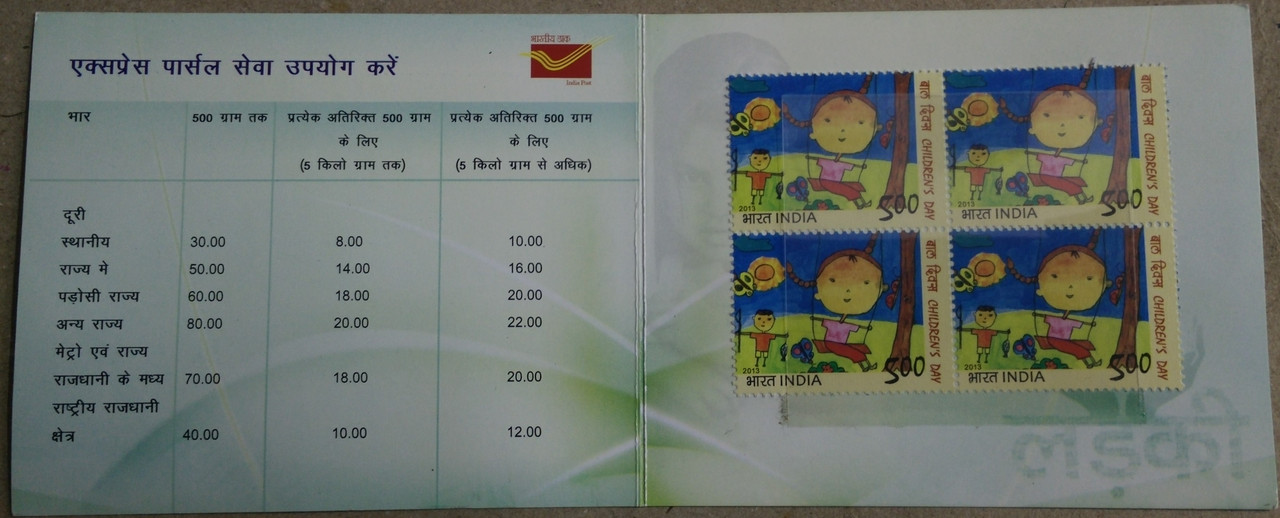 भारतीय डाक
India Post
एक्सप्रेस पार्सल सेवा उपयोग करें
भार 500 ग्राम तक प्रत्येक अतिरिक्त 500 ग्राम के लिए (5 किलो ग्राम तक) प्रत्येक अतिरिक्त 500 ग्राम के लिए (5 किलो ग्राम से अधिक)
दूरी
स्थानीय 30.00 8.00 10.00
राज्य मे 50.00 14.00 16.00
पड़ोसी राज्य 60.00 18.00 20.00
अन्य राज्य 80.00 20.00 22.00
मेट्रो एवं राज्य
राजधानी के मध्य 70.00 18.00 20.00
राष्ट्रीय राजधानी
क्षेत्र 40.00 10.00 12.00
बाल दिवस CHILDREN'S DAY
2013
भारत INDIA 500
बाल दिवस CHILDREN'S DAY
2013
भारत INDIA 500
बाल दिवस CHILDREN'S DAY
2013
भारत INDIA 500
बाल दिवस CHILDREN'S DAY
2013
भारत INDIA 500
लड़की